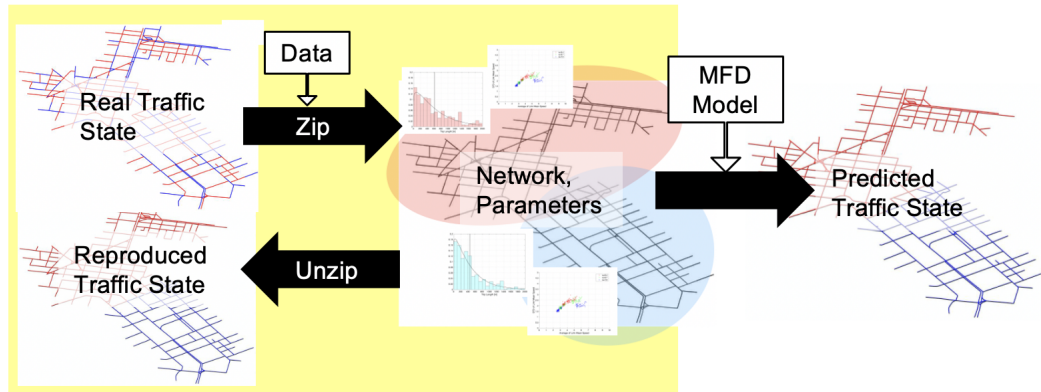 Data
Real Traffic
State
Zip
MFD
Model
Network,
Parameters
Predicted
Traffic State
Reproduced
Traffic State
Unzip